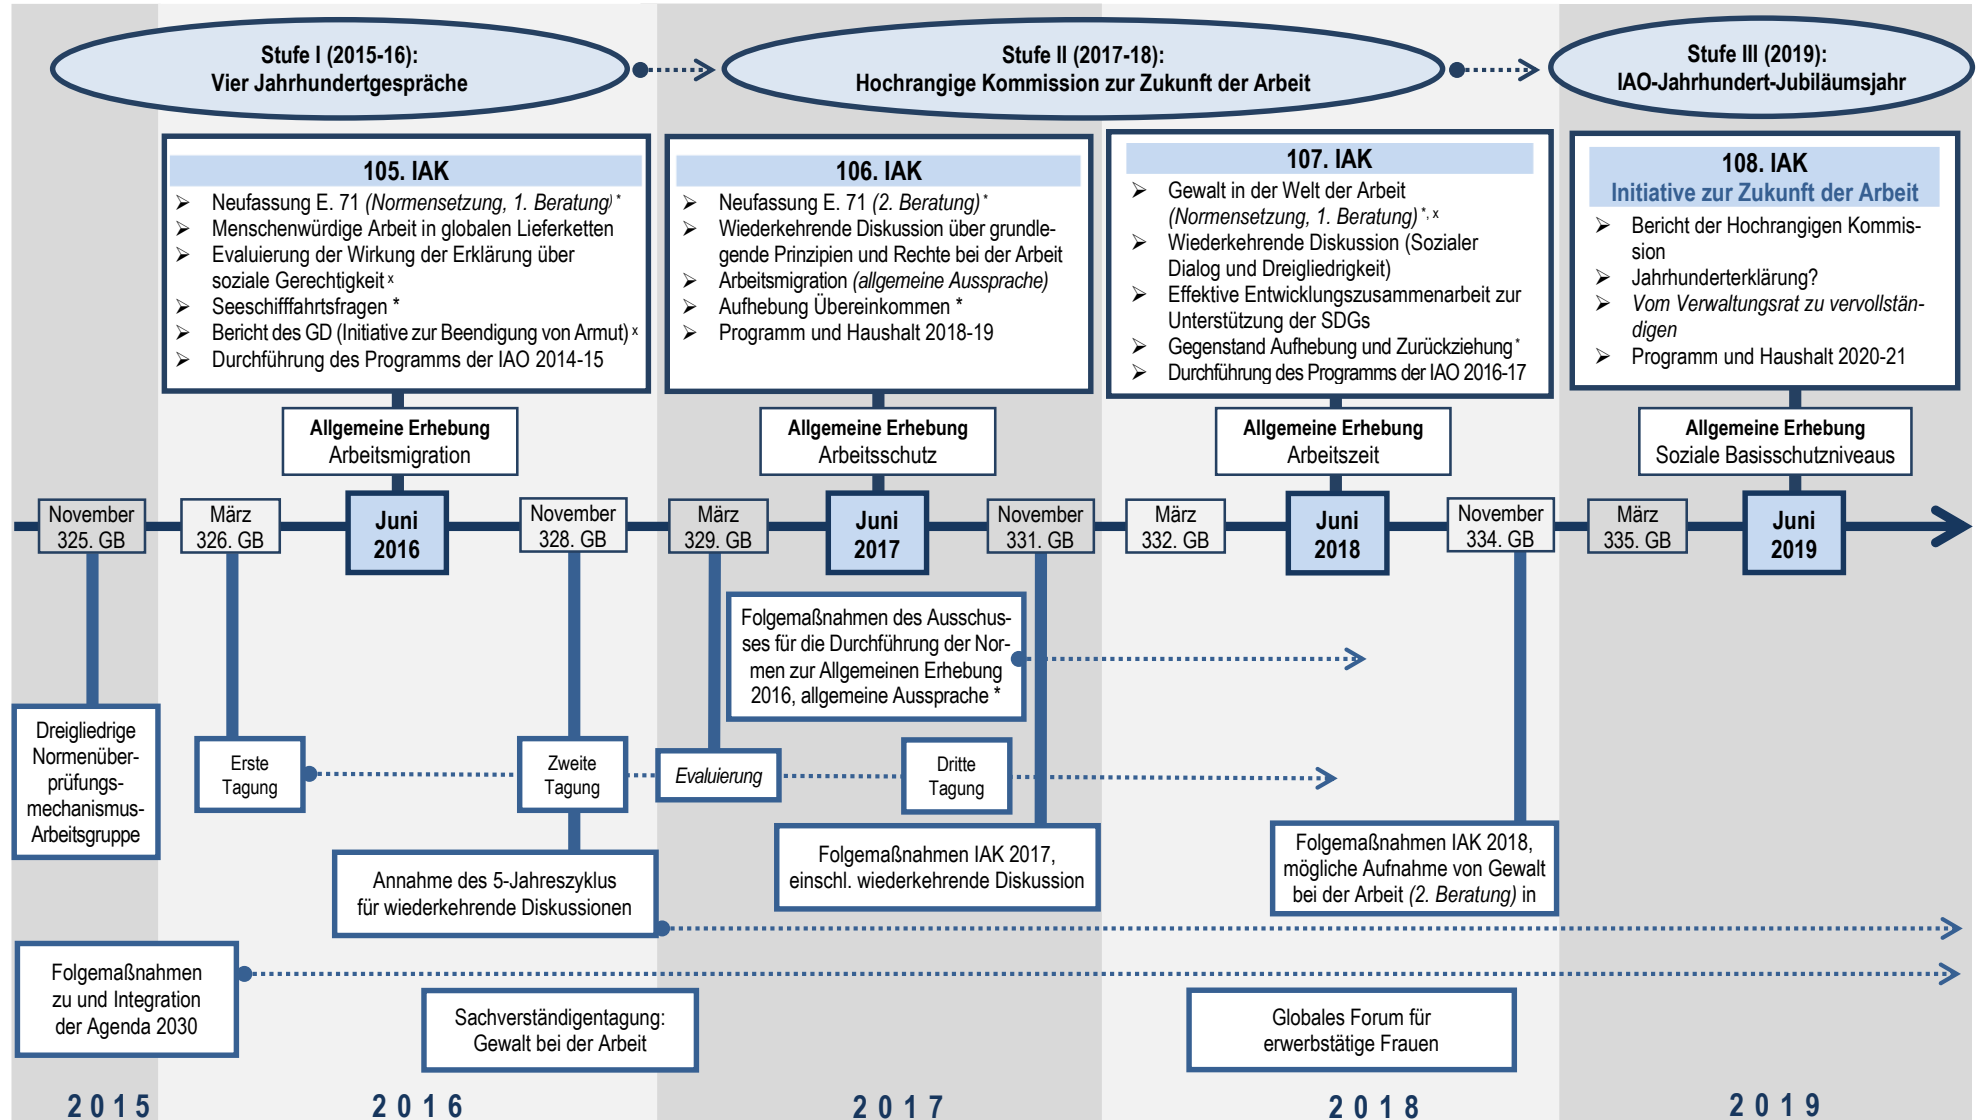 Stufe I (2015-16):
Vier Jahrhundertgespräche
Stufe II (2017-18):
Hochrangige Kommission zur Zukunft der Arbeit
Stufe III (2019):
IAO-Jahrhundert-Jubiläumsjahr
105. IAK
➢ Neufassung E. 71 (Normensetzung, 1. Beratung) *
➢ Menschenwürdige Arbeit in globalen Lieferketten
➢ Evaluierung der Wirkung der Erklärung über
soziale Gerechtigkeit x
➢ Seeschifffahrtsfragen *
➢ Bericht des GD (Initiative zur Beendigung von Armut) x
➢ Durchführung des Programms der IAO 2014-15
106. IAK
➢ Neufassung E. 71 (2. Beratung) *
➢ Wiederkehrende Diskussion über grundle-
gende Prinzipien und Rechte bei der Arbeit
➢ Arbeitsmigration (allgemeine Aussprache)
➢ Aufhebung Übereinkommen *
➢ Programm und Haushalt 2018-19
107. IAK
➢ Gewalt in der Welt der Arbeit
(Normensetzung, 1. Beratung) *, x
➢ Wiederkehrende Diskussion (Sozialer
Dialog und Dreigliedrigkeit)
➢ Effektive Entwicklungszusammenarbeit zur
Unterstützung der SDGs
➢ Gegenstand Aufhebung und Zurückziehung *
➢ Durchführung des Programms der IAO 2016-17
108. IAK
Initiative zur Zukunft der Arbeit
➢ Bericht der Hochrangigen Kommis-
sion
➢ Jahrhunderterklärung?
➢ Vom Verwaltungsrat zu vervollstän-
digen
➢ Programm und Haushalt 2020-21
Allgemeine Erhebung
Arbeitsmigration
Allgemeine Erhebung
Arbeitsschutz
Allgemeine Erhebung
Arbeitszeit
Allgemeine Erhebung
Soziale Basisschutzniveaus
November
325. GB
März
326. GB
Juni
2016
November
328. GB
März
329. GB
Juni
2017
November
331. GB
März
332. GB
Juni
2018
November
334. GB
März
335. GB
Juni
2019
Folgemaßnahmen des Ausschus-
ses für die Durchführung der Nor-
men zur Allgemeinen Erhebung
2016, allgemeine Aussprache *
Dreigliedrige
Normenüber-
prüfungs-
mechanismus-
Arbeitsgruppe
Erste
Tagung
Zweite
Tagung
Evaluierung
Dritte
Tagung
Annahme des 5-Jahreszyklus
für wiederkehrende Diskussionen
Folgemaßnahmen IAK 2017,
einschl. wiederkehrende Diskussion
Folgemaßnahmen IAK 2018,
mögliche Aufnahme von Gewalt
bei der Arbeit (2. Beratung) in
Folgemaßnahmen
zu und Integration
der Agenda 2030
Sachverständigentagung:
Gewalt bei der Arbeit
Globales Forum für
erwerbstätige Frauen
2015
2016
2017
2018
2019